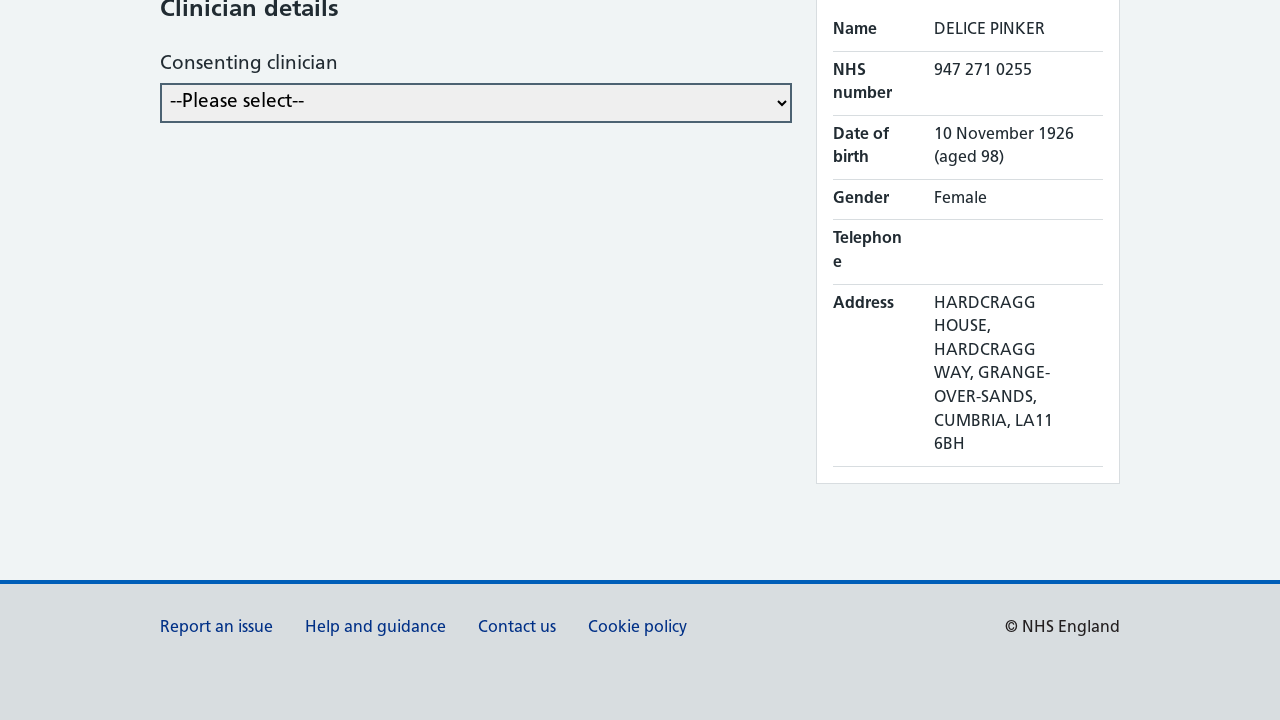 Clinician details
Consenting clinician
--Please select--
Name DELICE PINKER
NHS number 947 271 0255
Date of birth 10 November 1926 (aged 98)
Gender Female
Telephone
Address HARDCRAGG
HOUSE,
HARDCRAGG
WAY, GRANGE-
OVER-SANDS,
CUMBRIA, LA11
6BH
Report an issue Help and guidance Contact us Cookie policy © NHS England